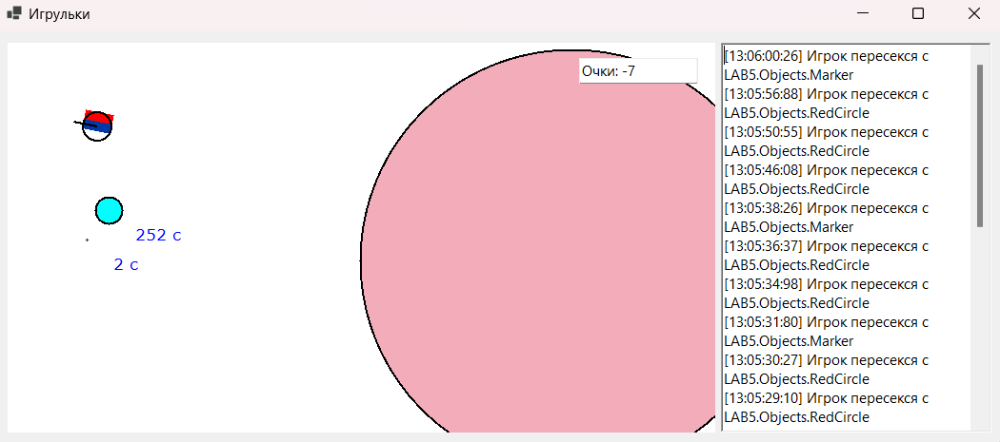 Игрульки
Очки: -7
252 с
2 с
[13:06:00:26] Игрок пересекся с
LAB5.Objects.Marker
[13:05:56:88] Игрок пересекся с
LAB5.Objects.RedCircle
[13:05:50:55] Игрок пересекся с
LAB5.Objects.RedCircle
[13:05:46:08] Игрок пересекся с
LAB5.Objects.RedCircle
[13:05:38:26] Игрок пересекся с
LAB5.Objects.Marker
[13:05:36:37] Игрок пересекся с
LAB5.Objects.RedCircle
[13:05:34:98] Игрок пересекся с
LAB5.Objects.RedCircle
[13:05:31:80] Игрок пересекся с
LAB5.Objects.Marker
[13:05:30:27] Игрок пересекся с
LAB5.Objects.RedCircle
[13:05:29:10] Игрок пересекся с
LAB5.Objects.RedCircle